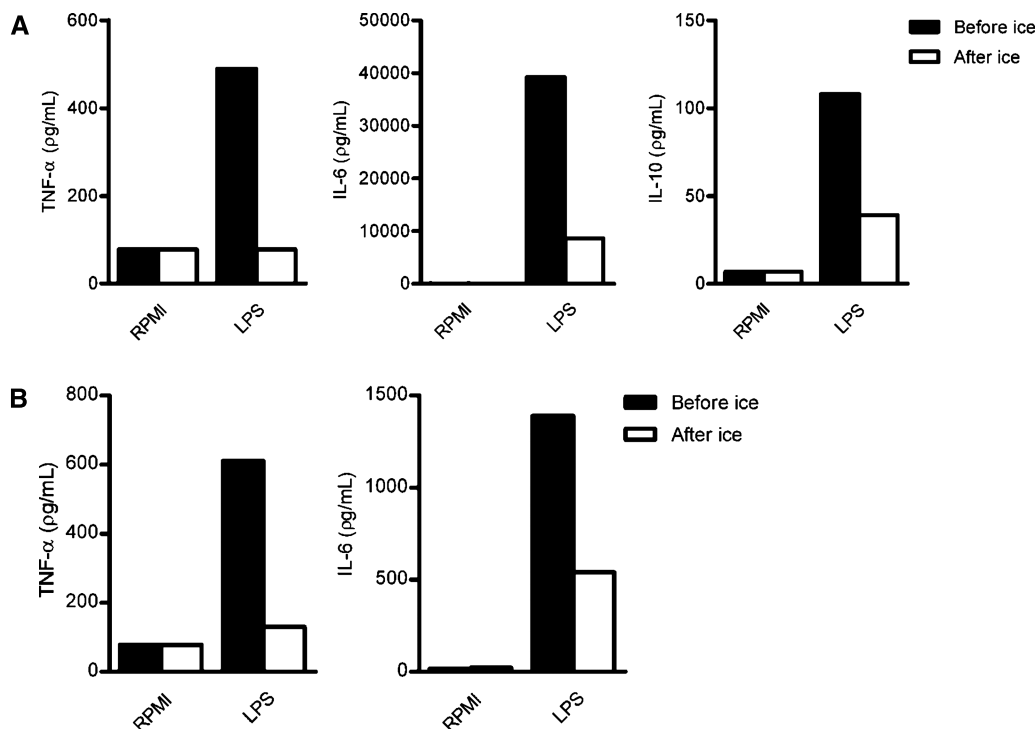 A
Before ice
After ice
TNF-α (ρg/mL)
600
400
200
0
RPMI
LPS
IL-6 (ρg/mL)
50000
40000
30000
20000
10000
0
RPMI
LPS
IL-10 (ρg/mL)
150
100
50
0
RPMI
LPS
B
Before ice
After ice
TNF-α (ρg/mL)
800
600
400
200
0
RPMI
LPS
IL-6 (ρg/mL)
1500
1000
500
0
RPMI
LPS